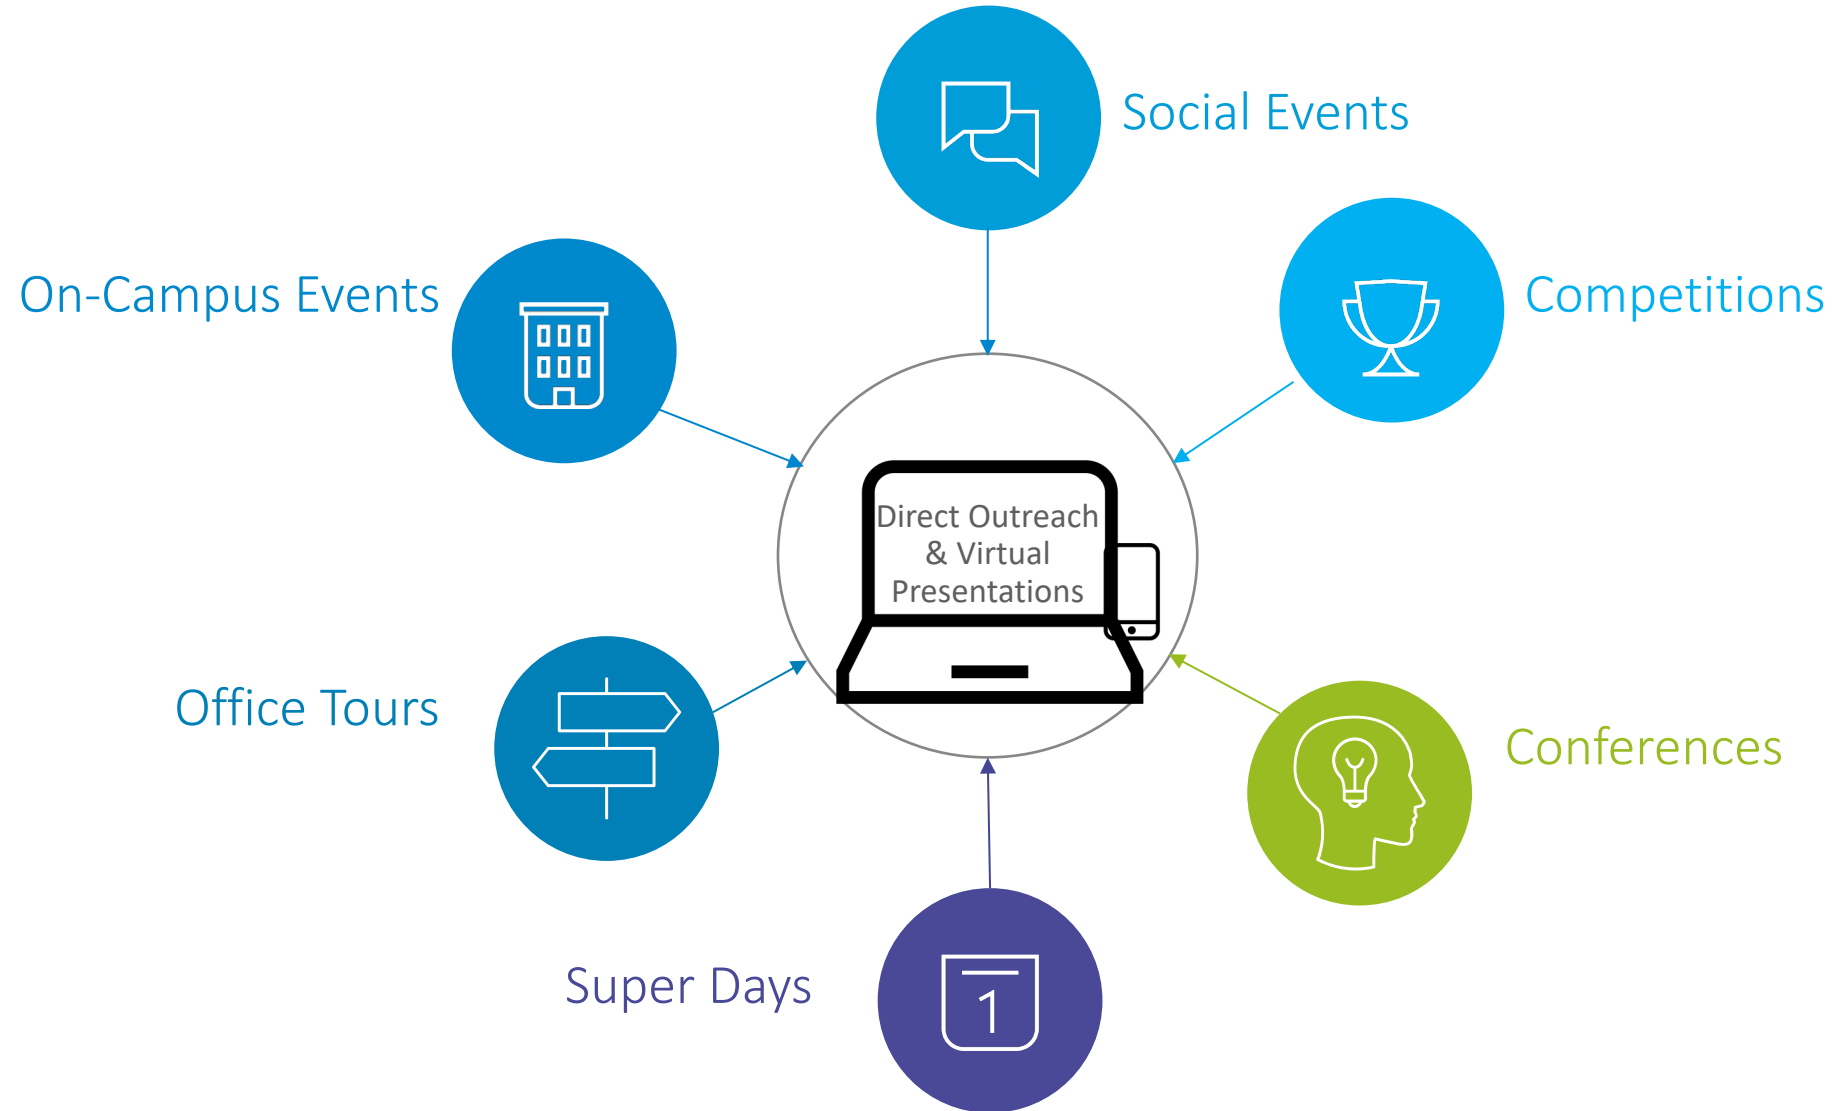 Social Events
On-Campus Events
Competitions
Direct Outreach
& Virtual
Presentations
Office Tours
Conferences
Super Days
1